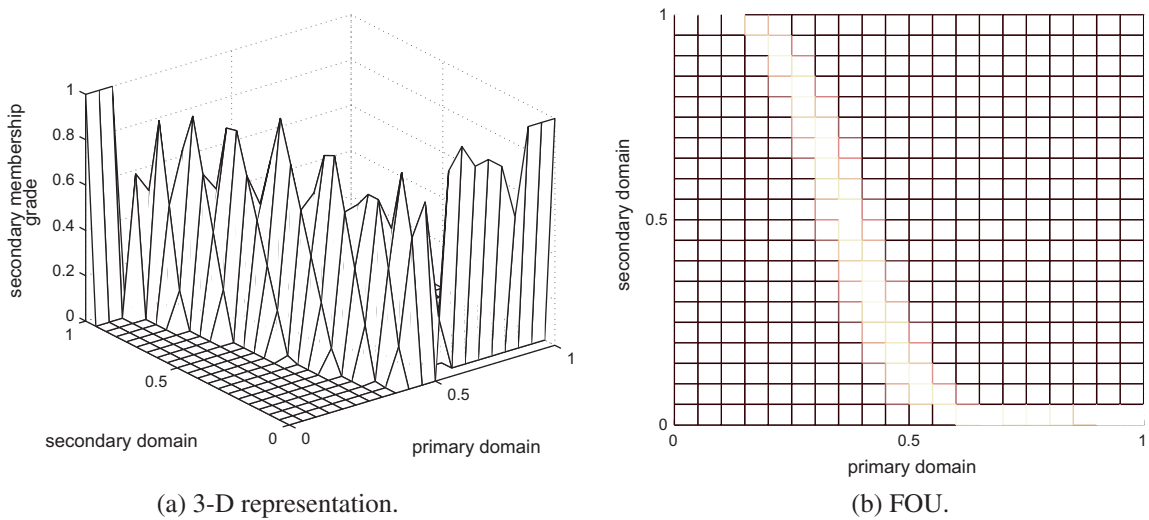 1
0.8
0.6
0.4
0.2
0
secondary membership
grade
1
0.5
0
secondary domain
0
0.5
1
primary domain
(a) 3-D representation.
1
0.5
0
secondary domain
0
0.5
1
primary domain
(b) FOU.